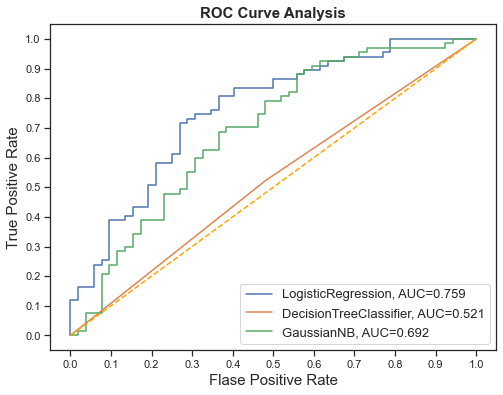 ROC Curve Analysis
True Positive Rate
1.0
0.9
0.8
0.7
0.6
0.5
0.4
0.3
0.2
0.1
0.0
LogisticRegression, AUC=0.759
DecisionTreeClassifier, AUC=0.521
GaussianNB, AUC=0.692
0.0 0.1 0.2 0.3 0.4 0.5 0.6 0.7 0.8 0.9 1.0
Flase Positive Rate